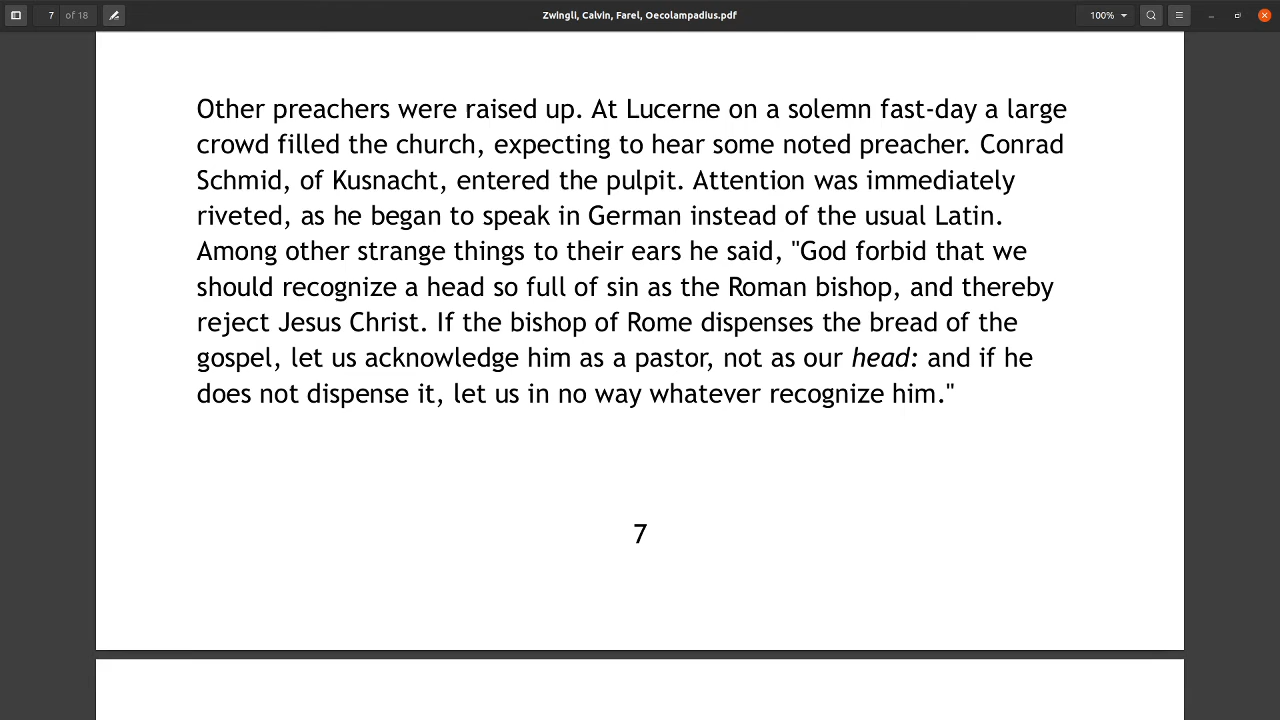 7 of 18
Zwingli, Calvin, Farel, Oecolampadius.pdf
100%
Other preachers were raised up. At Lucerne on a solemn fast-day a large
crowd filled the church, expecting to hear some noted preacher. Conrad
Schmid, of Kusnacht, entered the pulpit. Attention was immediately
riveted, as he began to speak in German instead of the usual Latin.
Among other strange things to their ears he said, "God forbid that we
should recognize a head so full of sin as the Roman bishop, and thereby
reject Jesus Christ. If the bishop of Rome dispenses the bread of the
gospel, let us acknowledge him as a pastor, not as our head: and if he
does not dispense it, let us in no way whatever recognize him."
7